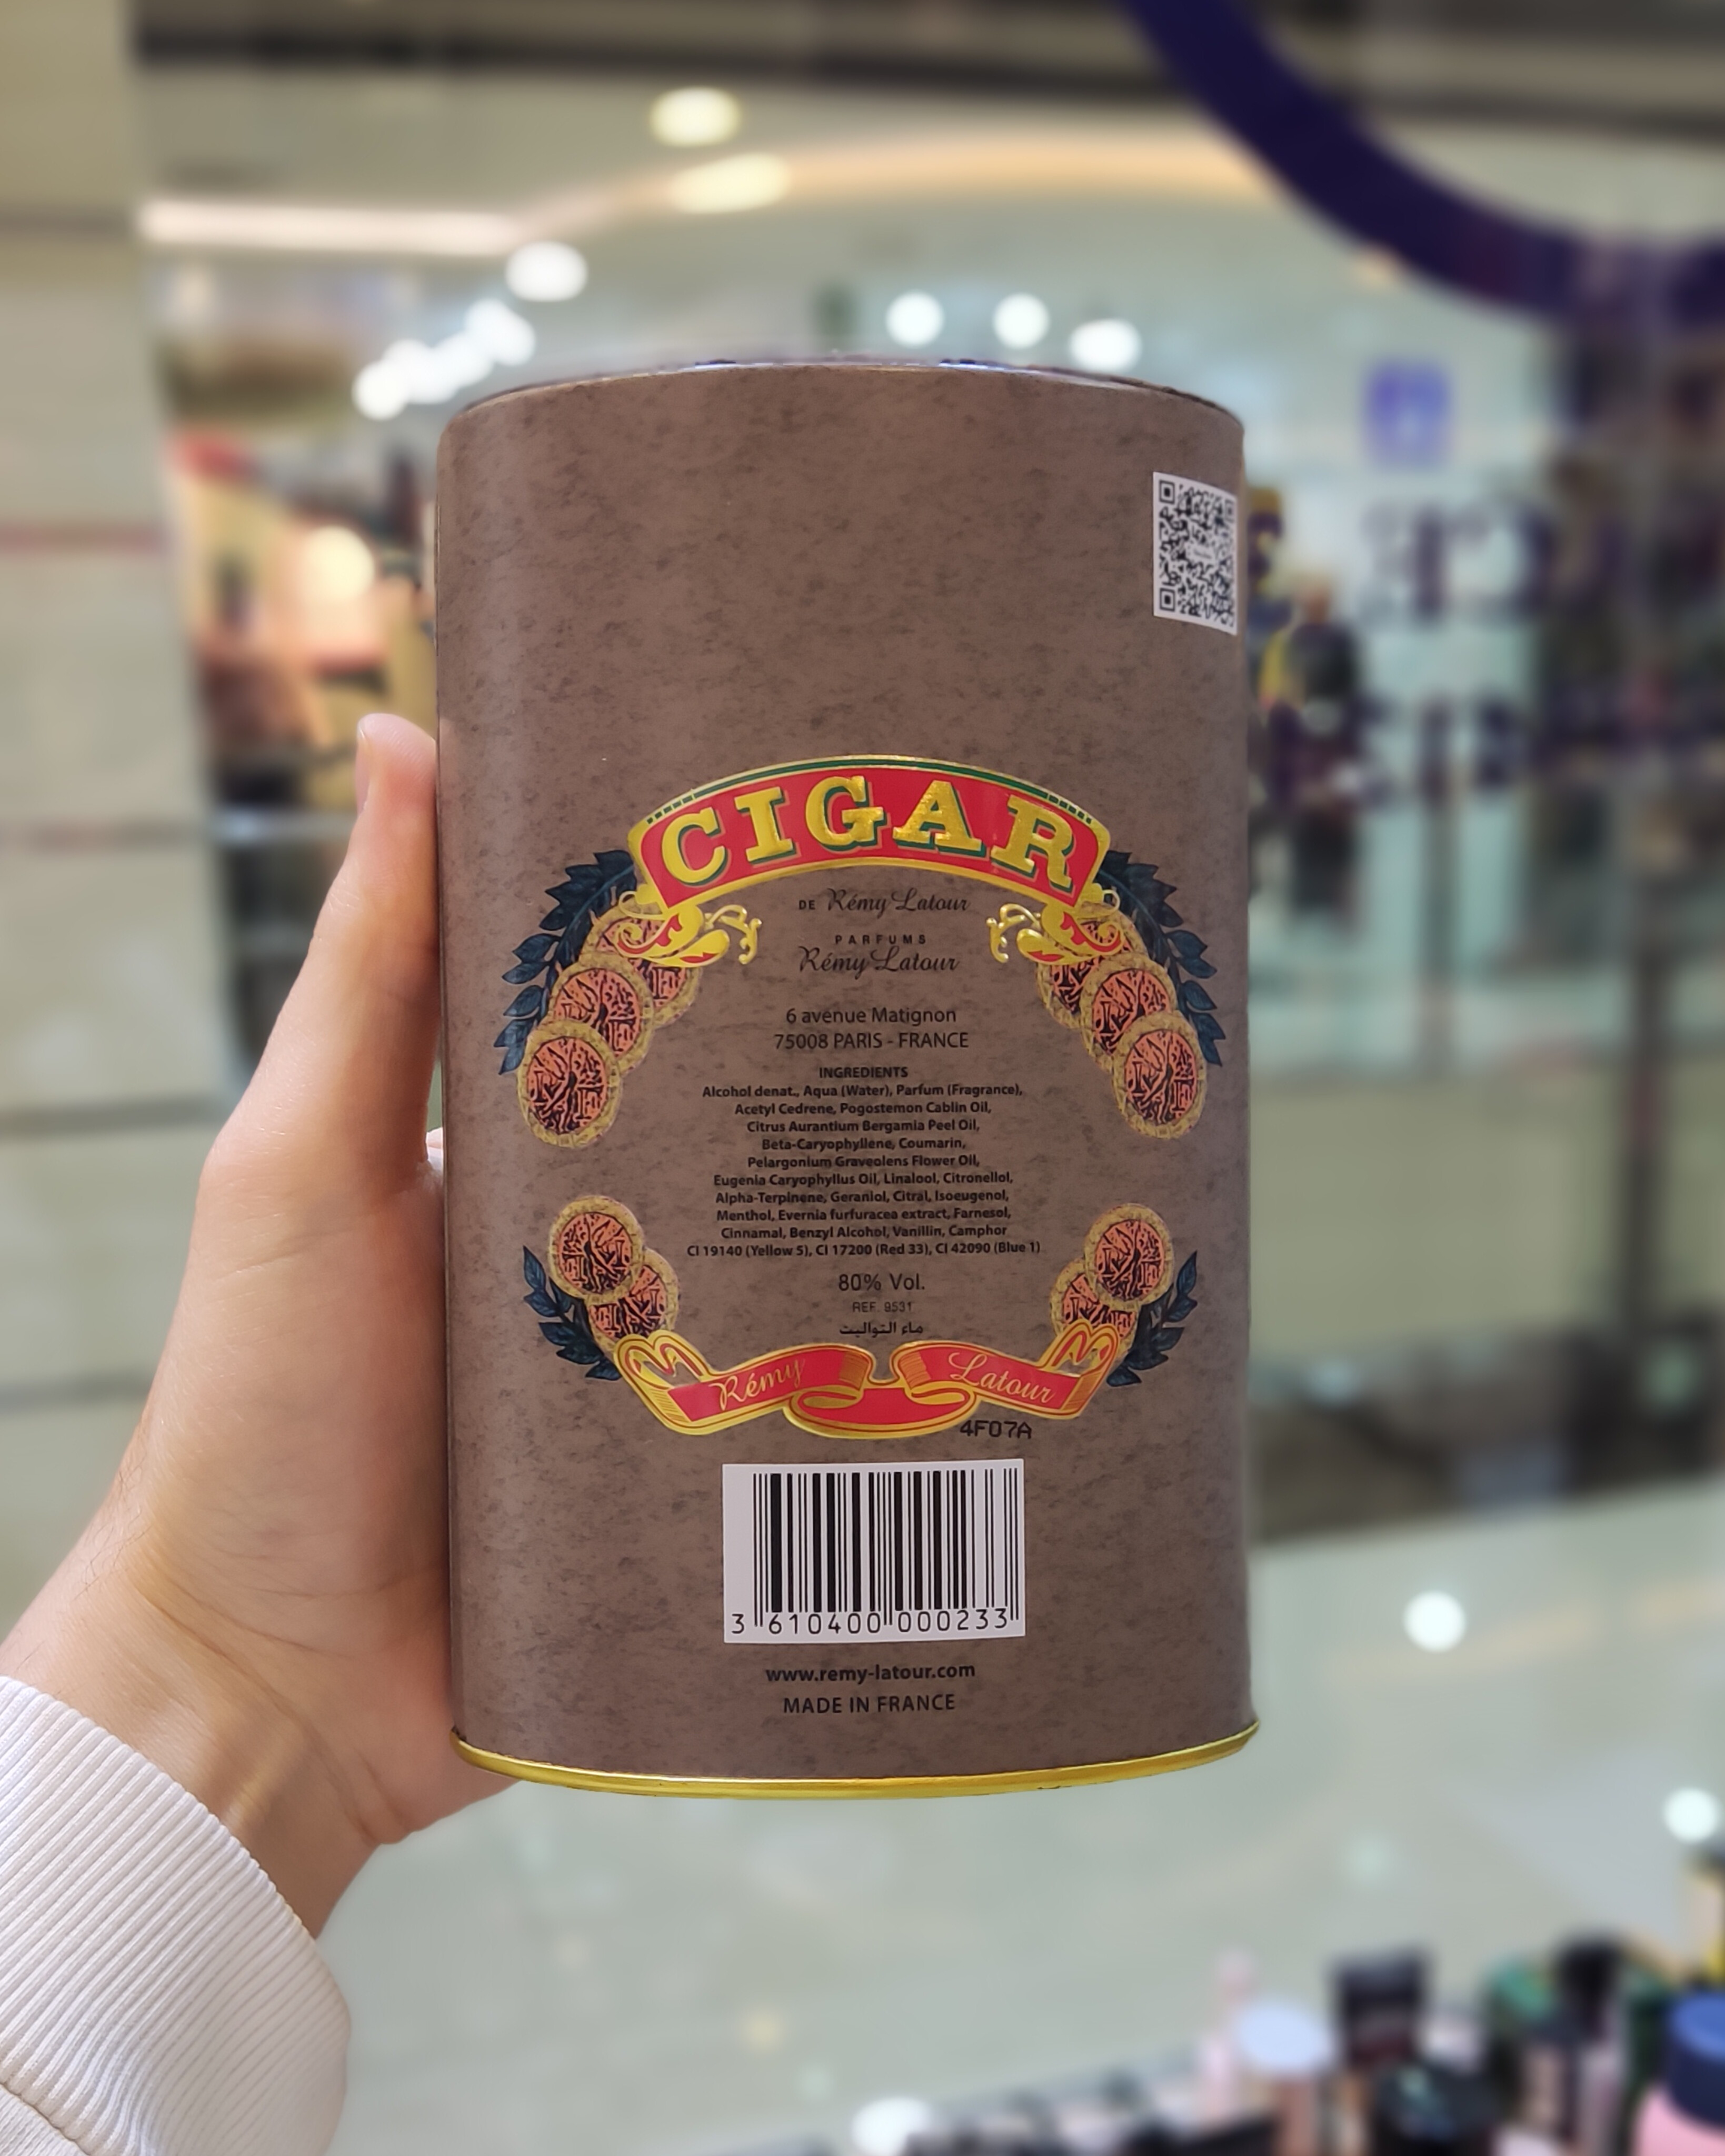 CIGAR
DE Rémy Latour
PARFUMS
Rémy Latour
6 avenue Matignon
75008 PARIS - FRANCE
INGREDIENTS
Alcohol denat., Aqua (Water), Parfum (Fragrance),
Acetyl Cedrene, Pogostemon Cablin Oil,
Citrus Aurantium Bergamia Peel Oil,
Beta-Caryophyllene, Coumarin,
Pelargonium Graveolens Flower Oil,
Eugenia Caryophyllus Oil, Linalool, Citronellol,
Alpha-Terpinene, Geraniol, Citral, Isoeugenol,
Menthol, Evernia furfuracea extract, Farnesol,
Cinnamal, Benzyl Alcohol, Vanillin, Camphor
CI 19140 (Yellow 5), CI 17200 (Red 33), CI 42090 (Blue 1)
80% Vol.
REF. 9531
ماء التواليت
Rémy Latour
4F07A
3 610400 000233
www.remy-latour.com
MADE IN FRANCE